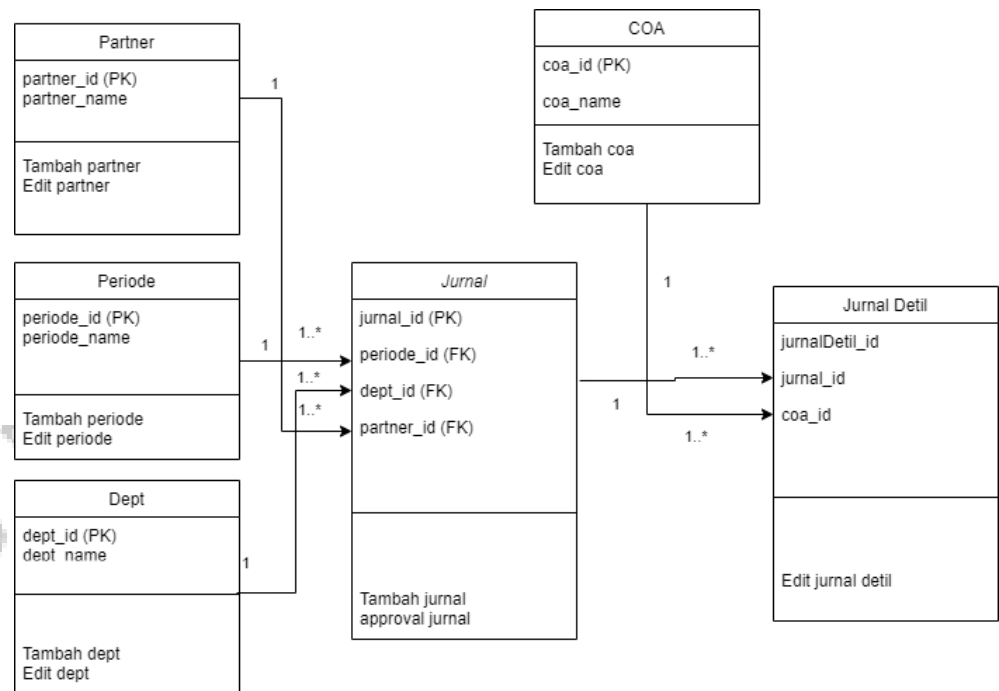 Partner
partner_id (PK)
partner_name
Tambah partner
Edit partner
1
COA
coa_id (PK)
coa_name
Tambah coa
Edit coa
1
Periode
periode_id (PK)
periode_name
Tambah periode
Edit periode
1
1..*
1..*
1..*
Jurnal
jurnal_id (PK)
periode_id (FK)
dept_id (FK)
partner_id (FK)
Tambah jurnal
approval jurnal
1
1..*
1..*
Jurnal Detil
jurnalDetil_id
jurnal_id
coa_id
Edit jurnal detil
Dept
dept_id (PK)
dept_name
Tambah dept
Edit dept
1